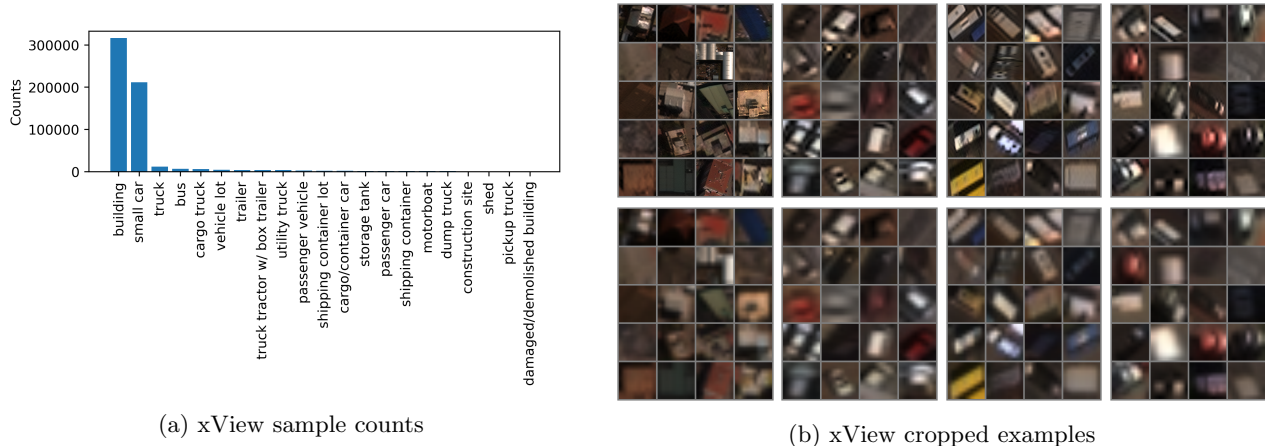 300000
200000
100000
0
Counts
building
small car
truck
bus
cargo truck
vehicle lot
trailer
truck tractor w/ box trailer
utility truck
passenger vehicle
shipping container lot
cargo/container car
storage tank
passenger car
shipping container
motorboat
dump truck
construction site
shed
pickup truck
damaged/demolished building
(a) xView sample counts
(b) xView cropped examples